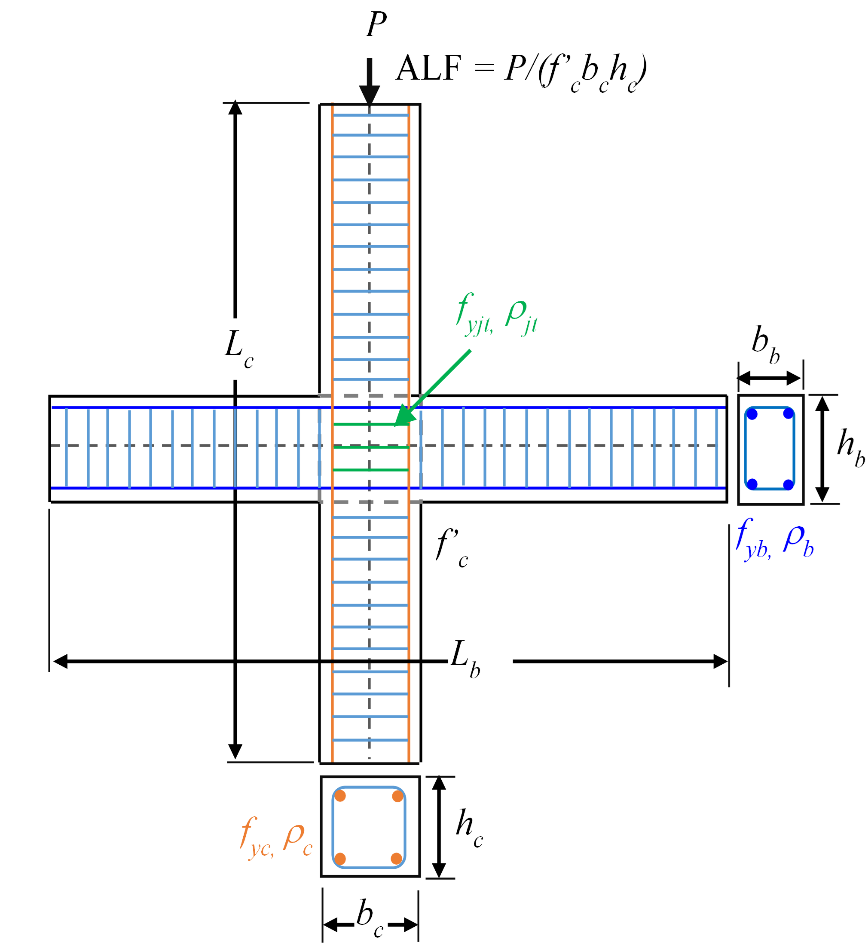 P
ALF = P/(f'cbchc)
fyjt, ρjt
Lc
bb
hb
fyb, ρb
f'c
Lb
fyc, ρc
hc
bc